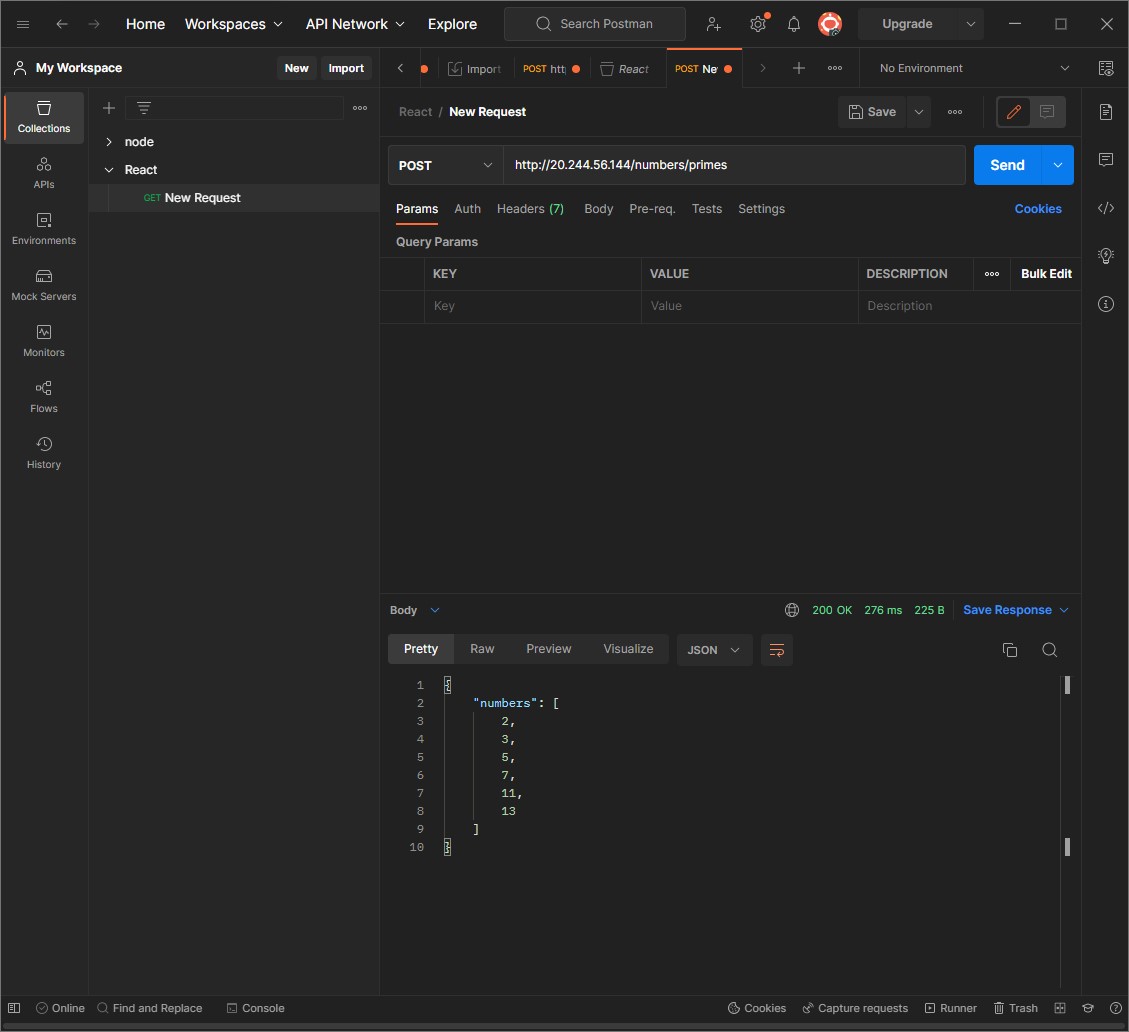 Home Workspaces API Network Explore Search Postman Upgrade
My Workspace New Import Import POST htt React POST Ne No Environment
Collections
APIs
Environments
Mock Servers
Monitors
Flows
History
node
React
GET New Request
React / New Request Save
POST http://20.244.56.144/numbers/primes Send
Params Auth Headers (7) Body Pre-req. Tests Settings Cookies
Query Params
KEY VALUE DESCRIPTION Bulk Edit
Key Value Description
Body 200 OK 276 ms 225 B Save Response
Pretty Raw Preview Visualize JSON
1 {
2 "numbers": [
3 2,
4 3,
5 5,
6 7,
7 11,
8 13
9 ]
10 }
Online Find and Replace Console Cookies Capture requests Runner Trash